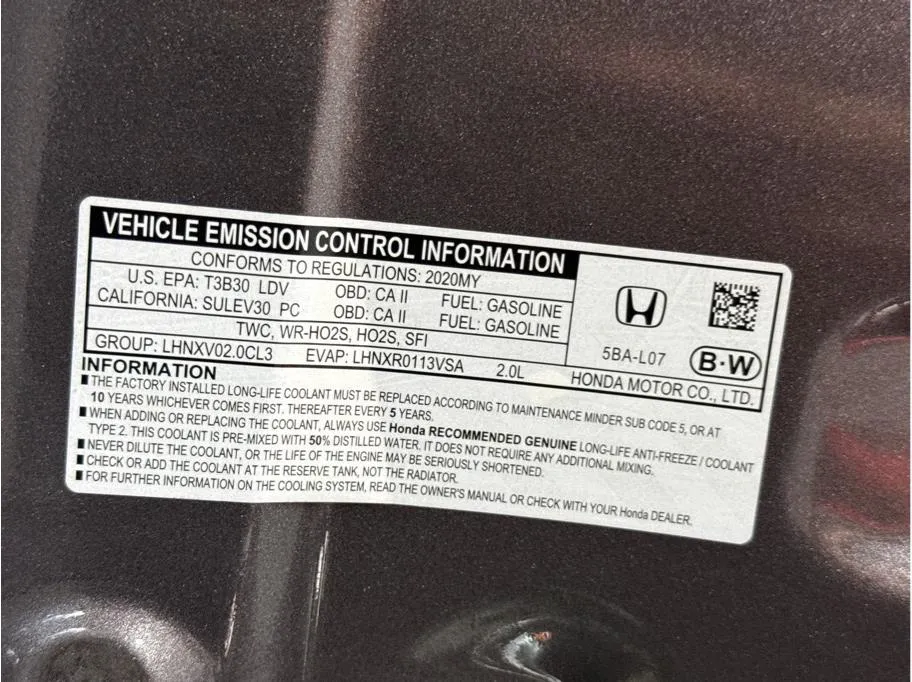 VEHICLE EMISSION CONTROL INFORMATION
CONFORMS TO REGULATIONS: 2020MY
U.S. EPA: T3B30 LDV OBD: CA II FUEL: GASOLINE
CALIFORNIA: SULEV30 PC OBD: CA II FUEL: GASOLINE
TWC, WR-HO2S, HO2S, SFI
GROUP: LHNXV02.0CL3 EVAP: LHNXR0113VSA 2.0L
5BA-L07 B·W
HONDA MOTOR CO., LTD.
INFORMATION
THE FACTORY INSTALLED LONG-LIFE COOLANT MUST BE REPLACED ACCORDING TO MAINTENANCE MINDER SUB CODE 5, OR AT
10 YEARS WHICHEVER COMES FIRST. THEREAFTER EVERY 5 YEARS.
WHEN ADDING OR REPLACING THE COOLANT, ALWAYS USE Honda RECOMMENDED GENUINE LONG-LIFE ANTI-FREEZE / COOLANT
TYPE 2. THIS COOLANT IS PRE-MIXED WITH 50% DISTILLED WATER. IT DOES NOT REQUIRE ANY ADDITIONAL MIXING.
NEVER DILUTE THE COOLANT, OR THE LIFE OF THE ENGINE MAY BE SERIOUSLY SHORTENED.
CHECK OR ADD THE COOLANT AT THE RESERVE TANK, NOT THE RADIATOR.
FOR FURTHER INFORMATION ON THE COOLING SYSTEM, READ THE OWNER'S MANUAL OR CHECK WITH YOUR Honda DEALER.